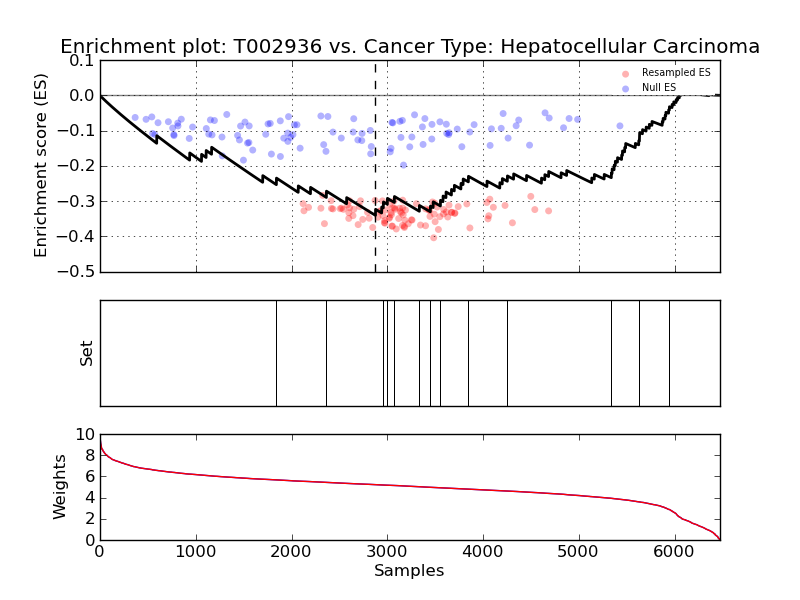 Enrichment plot: T002936 vs. Cancer Type: Hepatocellular Carcinoma
Enrichment score (ES)
0.1
0.0
−0.1
−0.2
−0.3
−0.4
−0.5
Resampled ES
Null ES
Set
Weights
10
8
6
4
2
0
0 1000 2000 3000 4000 5000 6000
Samples